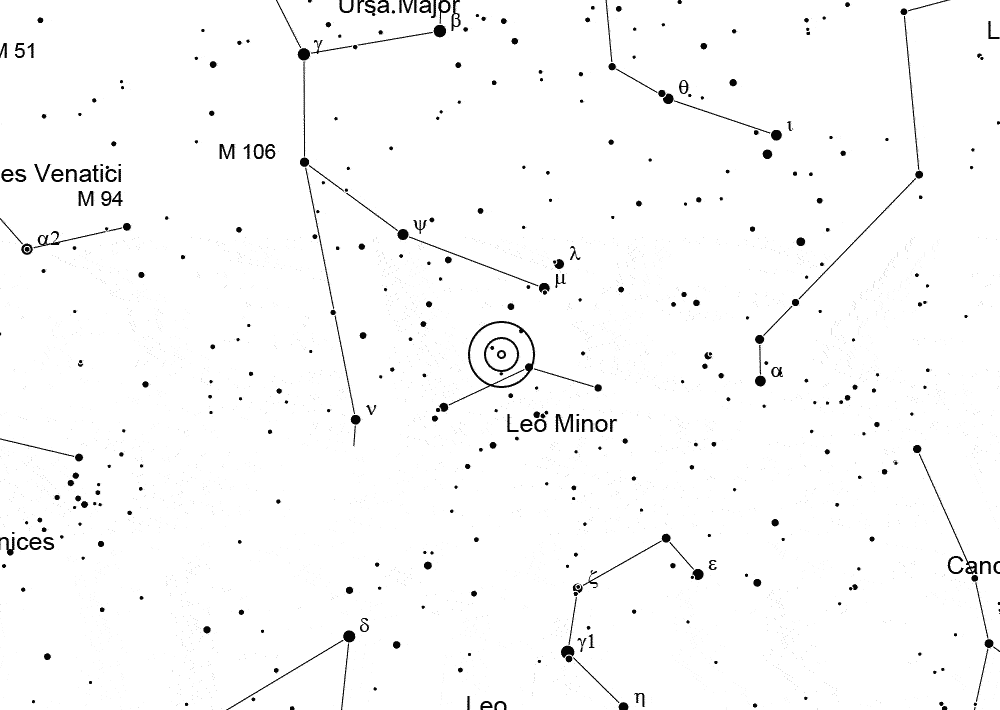 Ursa Major
β
γ
L
M 51
θ
ι
M 106
es Venatici
M 94
ψ
α2
λ
μ
α
ν
Leo Minor
nices
ε
Canc
ζ
δ
γ1
η
Leo